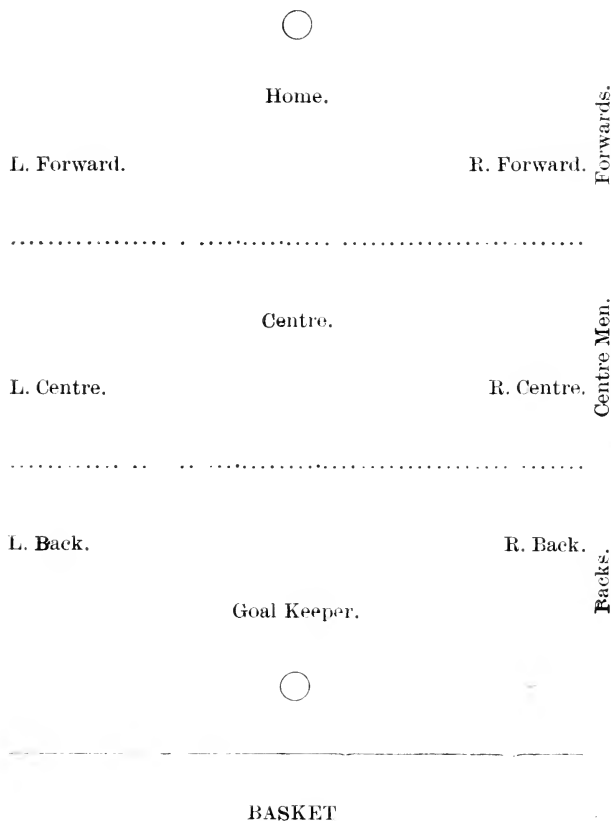 Home.
L. Forward. R. Forward.
Forwards.
Centre.
L. Centre. R. Centre.
Centre Men.
L. Back. R. Back.
Goal Keeper.
Backs.
BASKET